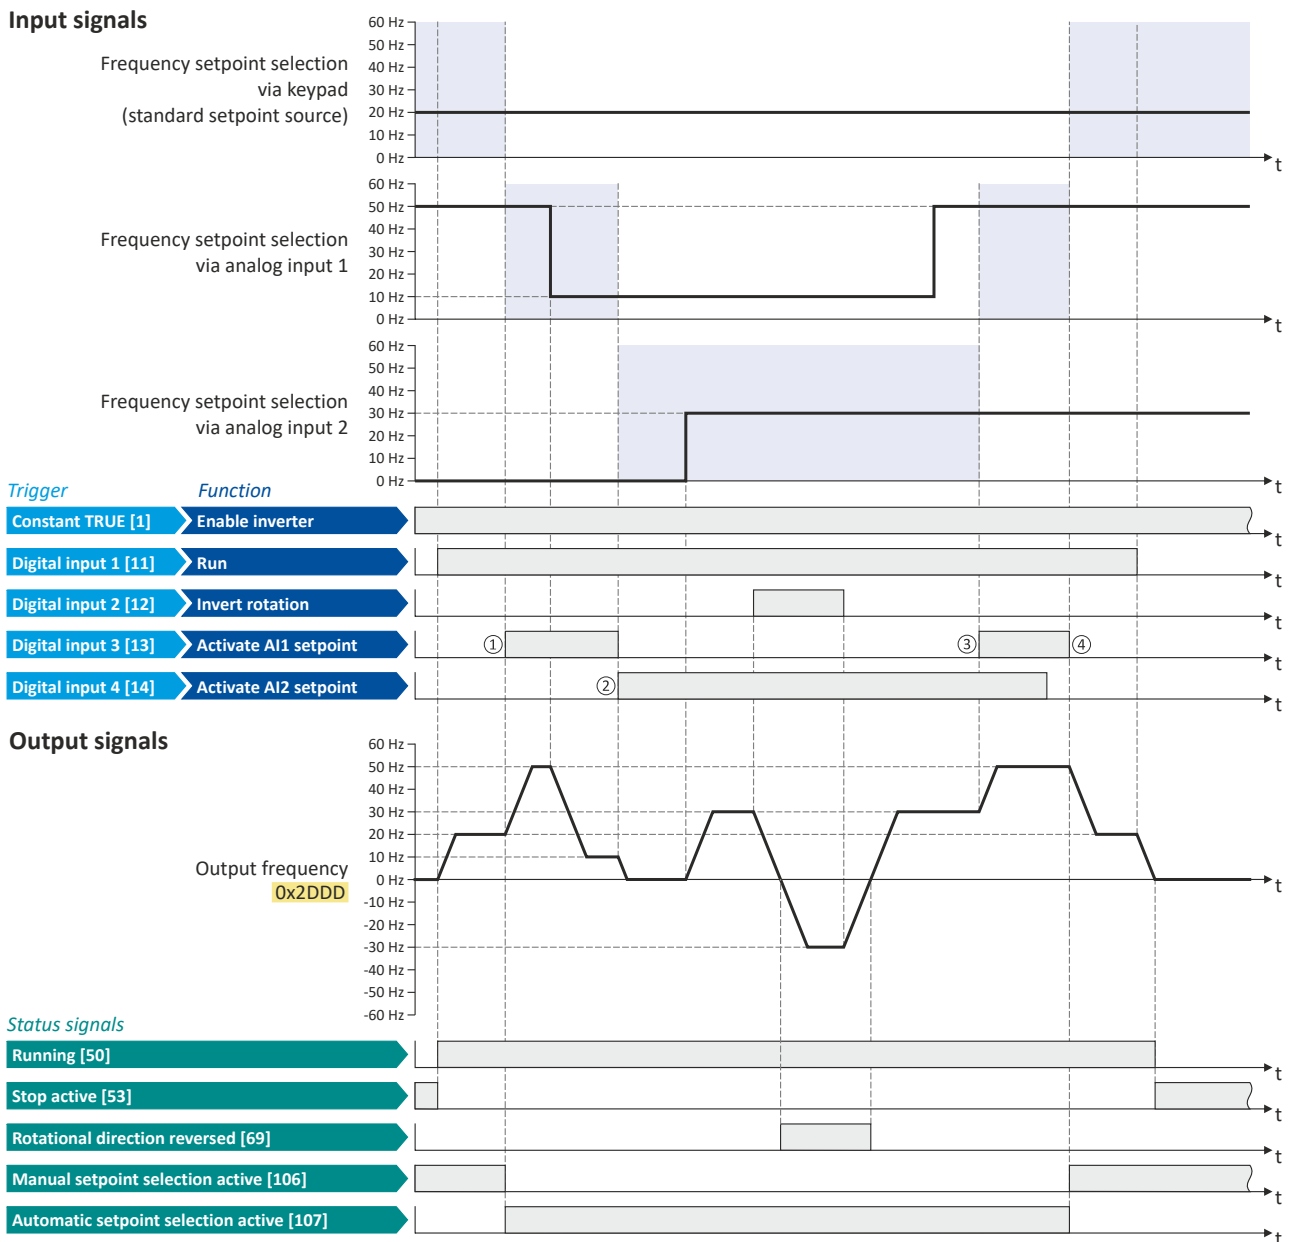 Input signals
60 Hz
50 Hz
40 Hz
30 Hz
20 Hz
10 Hz
0 Hz
Frequency setpoint selection
via keypad
(standard setpoint source)
t
60 Hz
50 Hz
40 Hz
30 Hz
20 Hz
10 Hz
0 Hz
Frequency setpoint selection
via analog input 1
t
60 Hz
50 Hz
40 Hz
30 Hz
20 Hz
10 Hz
0 Hz
Frequency setpoint selection
via analog input 2
t
Trigger Function
Constant TRUE [1] Enable inverter
t
Digital input 1 [11] Run
t
Digital input 2 [12] Invert rotation
t
Digital input 3 [13] Activate AI1 setpoint ① ③ ④
t
Digital input 4 [14] Activate AI2 setpoint ②
t
Output signals
60 Hz
50 Hz
40 Hz
30 Hz
20 Hz
10 Hz
0 Hz
-10 Hz
-20 Hz
-30 Hz
-40 Hz
-50 Hz
-60 Hz
Output frequency
0x2DDD
t
Status signals
Running [50]
t
Stop active [53]
t
Rotational direction reversed [69]
t
Manual setpoint selection active [106]
t
Automatic setpoint selection active [107]
t